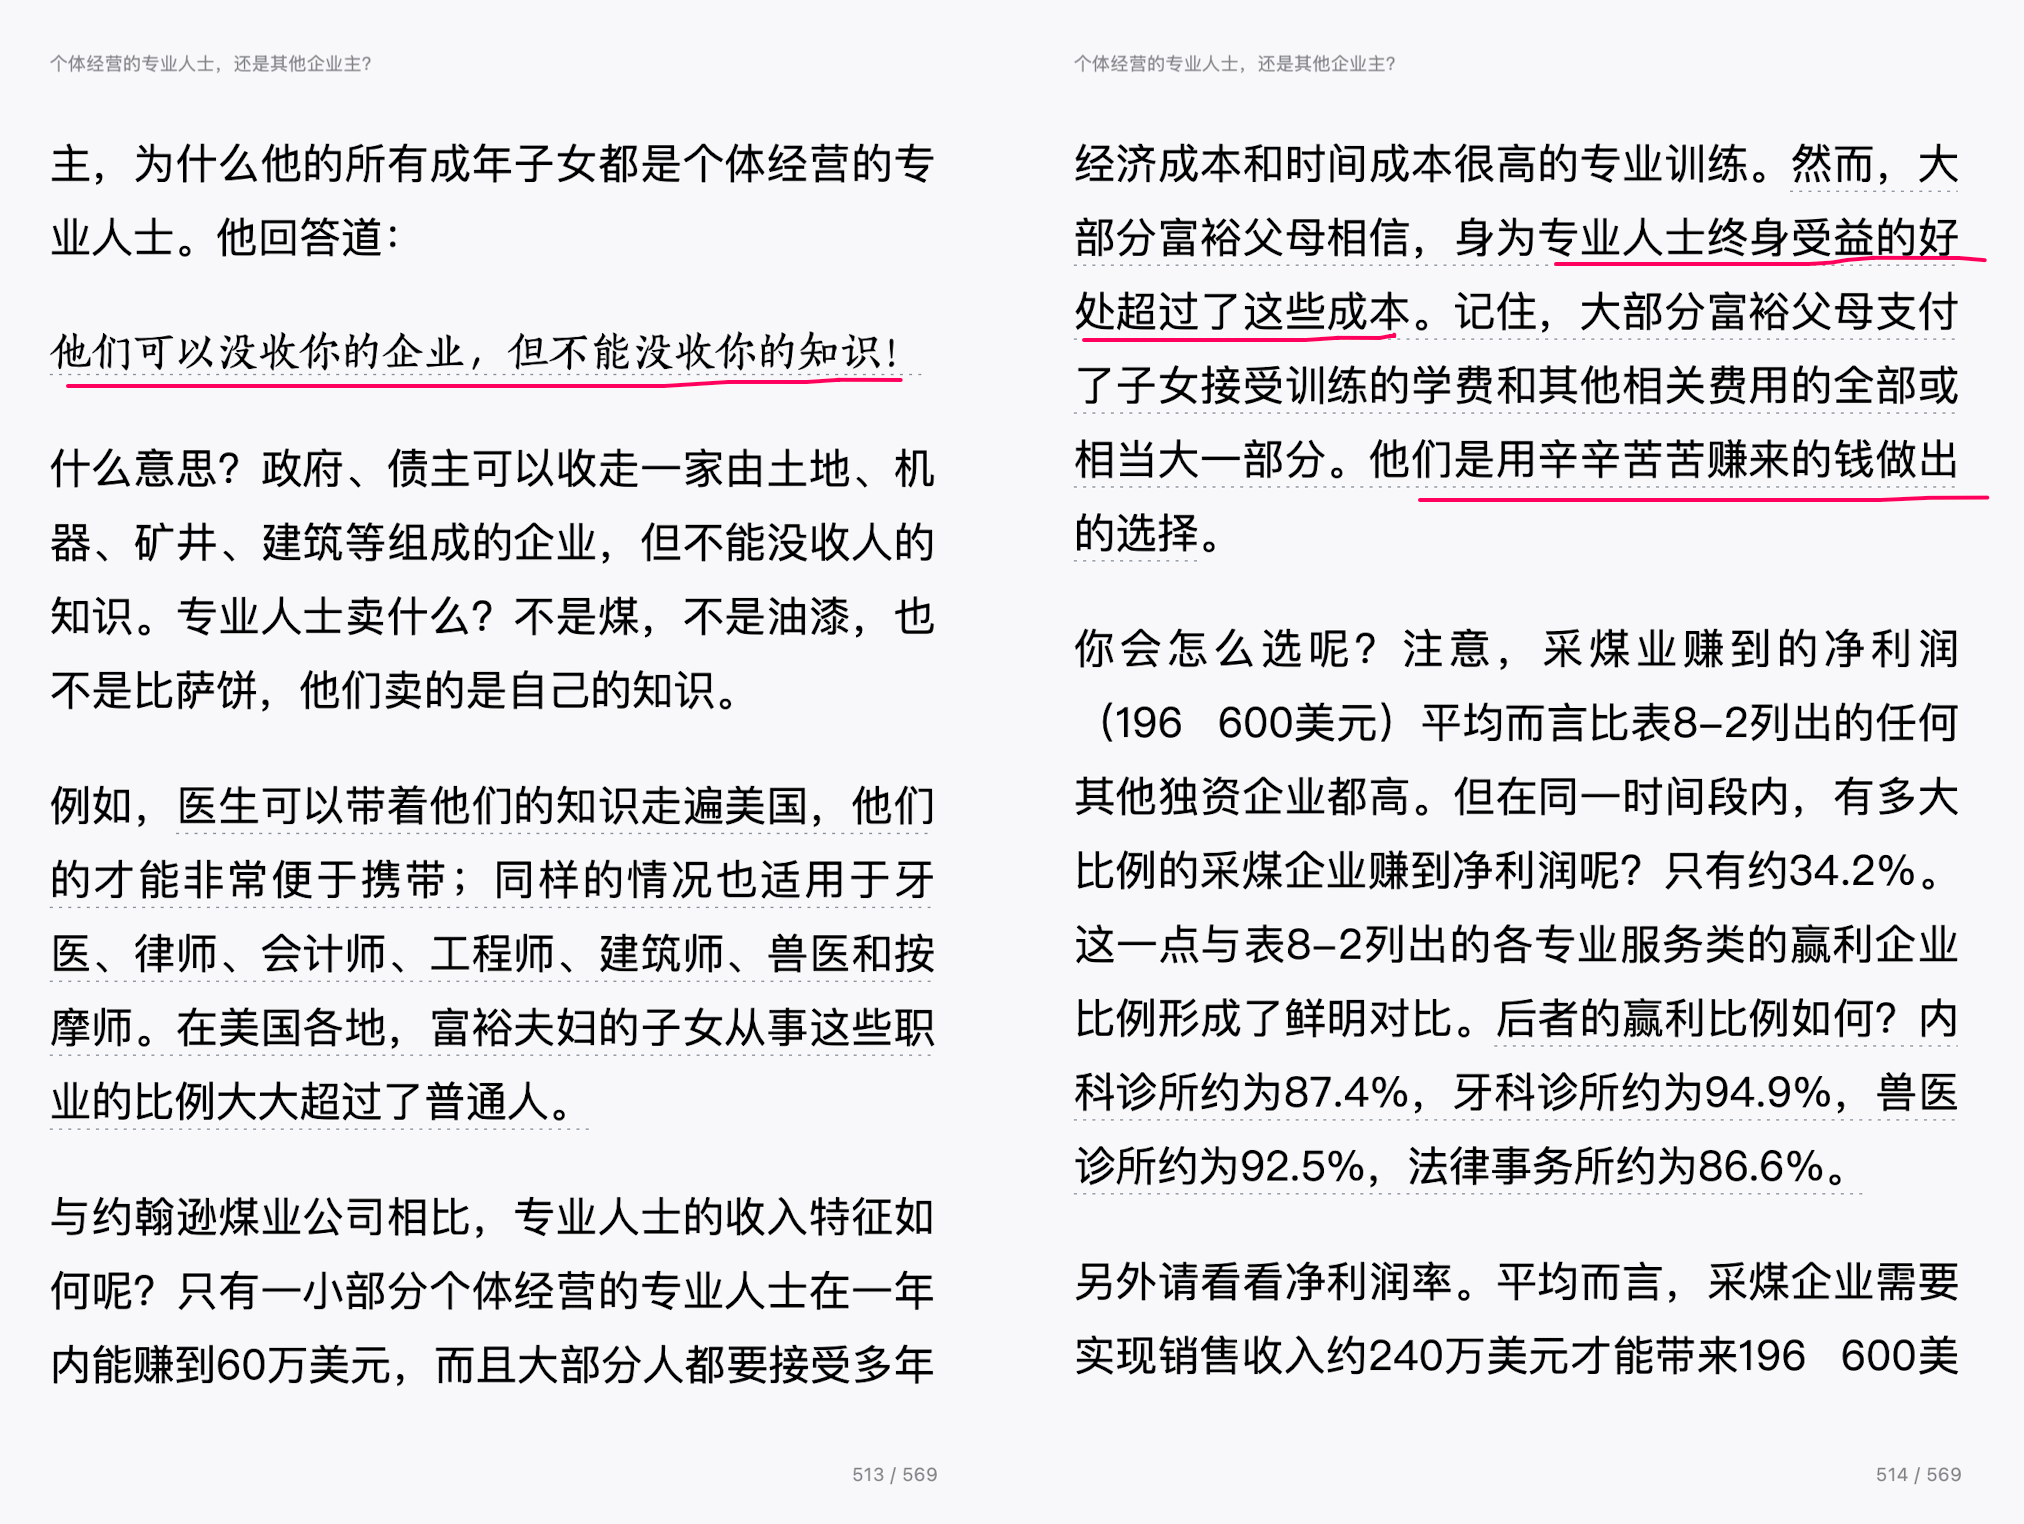 个体经营的专业人士，还是其他企业主？
主，为什么他的所有成年子女都是个体经营的专
业人士。他回答道：
他们可以没收你的企业，但不能没收你的知识！
什么意思？政府、债主可以收走一家由土地、机
器、矿井、建筑等组成的企业，但不能没收人的
知识。专业人士卖什么？不是煤，不是油漆，也
不是比萨饼，他们卖的是自己的知识。
例如，医生可以带着他们的知识走遍美国，他们
的才能非常便于携带；同样的情况也适用于牙
医、律师、会计师、工程师、建筑师、兽医和按
摩师。在美国各地，富裕夫妇的子女从事这些职
业的比例大大超过了普通人。
与约翰逊煤业公司相比，专业人士的收入特征如
何呢？只有一小部分个体经营的专业人士在一年
内能赚到60万美元，而且大部分人都要接受多年
513 / 569
个体经营的专业人士，还是其他企业主？
经济成本和时间成本很高的专业训练。然而，大
部分富裕父母相信，身为专业人士终身受益的好
处超过了这些成本。记住，大部分富裕父母支付
了子女接受训练的学费和其他相关费用的全部或
相当大一部分。他们是用辛辛苦苦赚来的钱做出
的选择。
你会怎么选呢？注意，采煤业赚到的净利润
（196 600美元）平均而言比表8–2列出的任何
其他独资企业都高。但在同一时间段内，有多大
比例的采煤企业赚到净利润呢？只有约34.2%。
这一点与表8–2列出的各专业服务类的赢利企业
比例形成了鲜明对比。后者的赢利比例如何？内
科诊所约为87.4%，牙科诊所约为94.9%，兽医
诊所约为92.5%，法律事务所约为86.6%。
另外请看看净利润率。平均而言，采煤企业需要
实现销售收入约240万美元才能带来196 600美
514 / 569